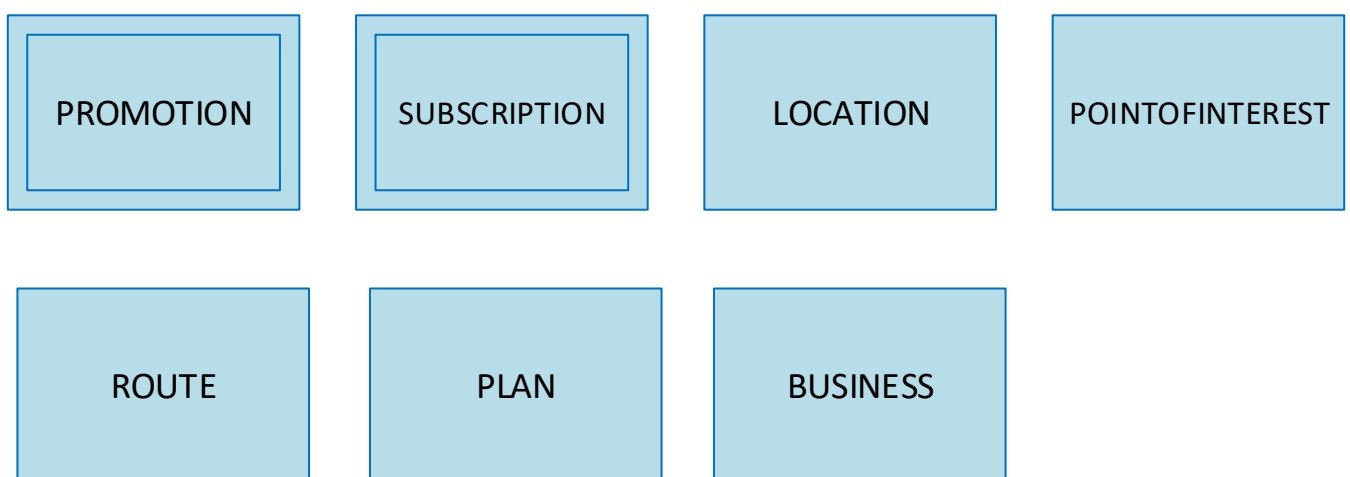 PROMOTION
SUBSCRIPTION
LOCATION
POINTOFINTEREST
ROUTE
PLAN
BUSINESS